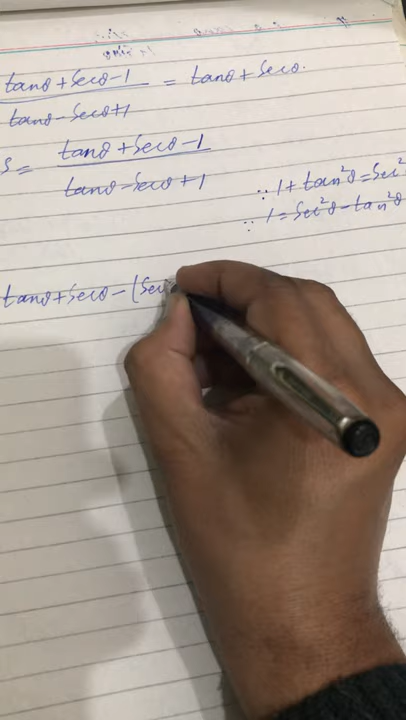 tanθ + Secθ - 1 = tanθ + Secθ.
tanθ - Secθ + 1
S = tanθ + Secθ - 1
tanθ - Secθ + 1
∵ 1 + tan²θ = Sec²
∵ 1 = Sec²θ - tan²θ
tanθ + Secθ - (Sec